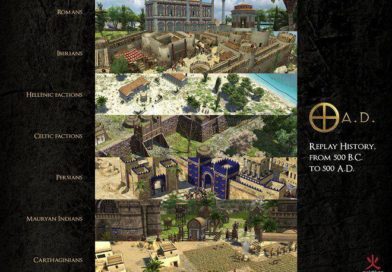 Romans
Iberians
Hellenic factions
Celtic factions
Persians
Mauryan Indians
Carthaginians
A.D.
Replay History,
from 500 B.C.
to 500 A.D.